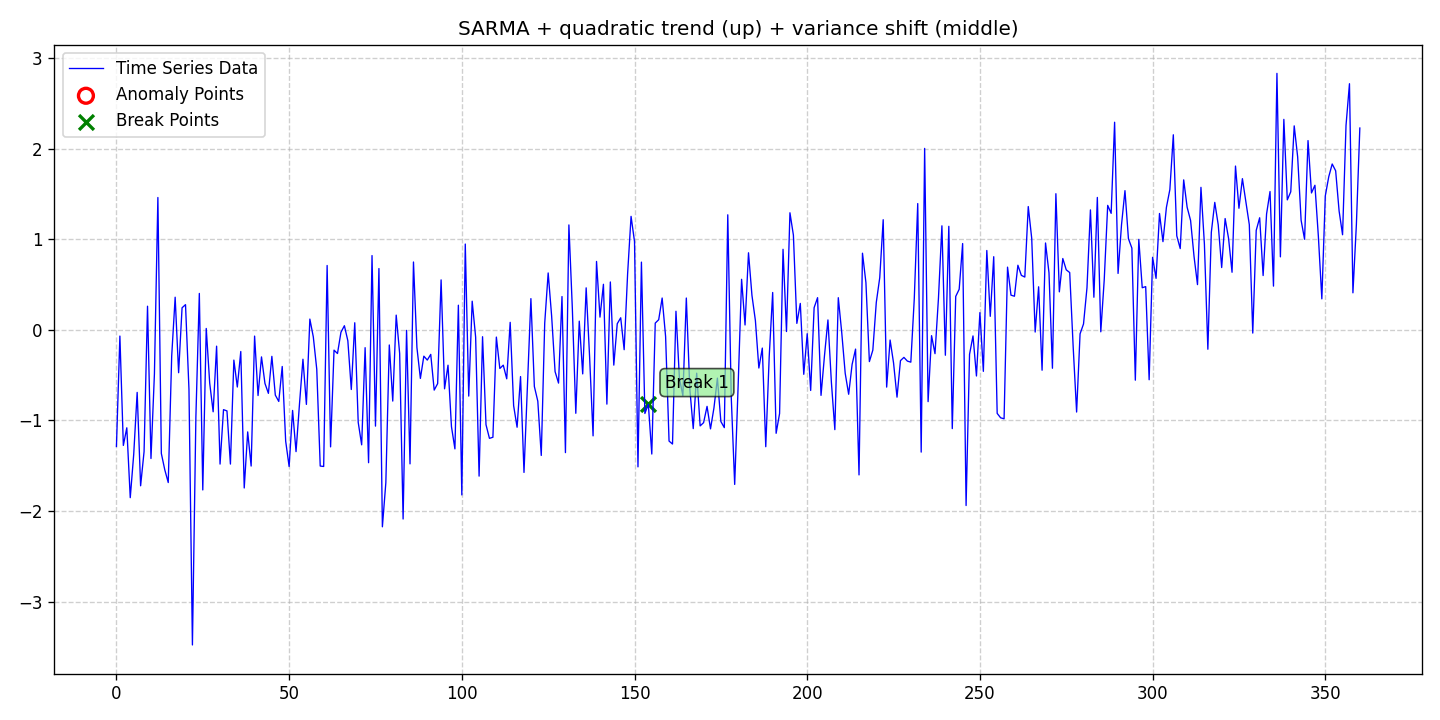 SARMA + quadratic trend (up) + variance shift (middle)
3
2
1
0
−1
−2
−3
Time Series Data
Anomaly Points
Break Points
Break 1
0 50 100 150 200 250 300 350